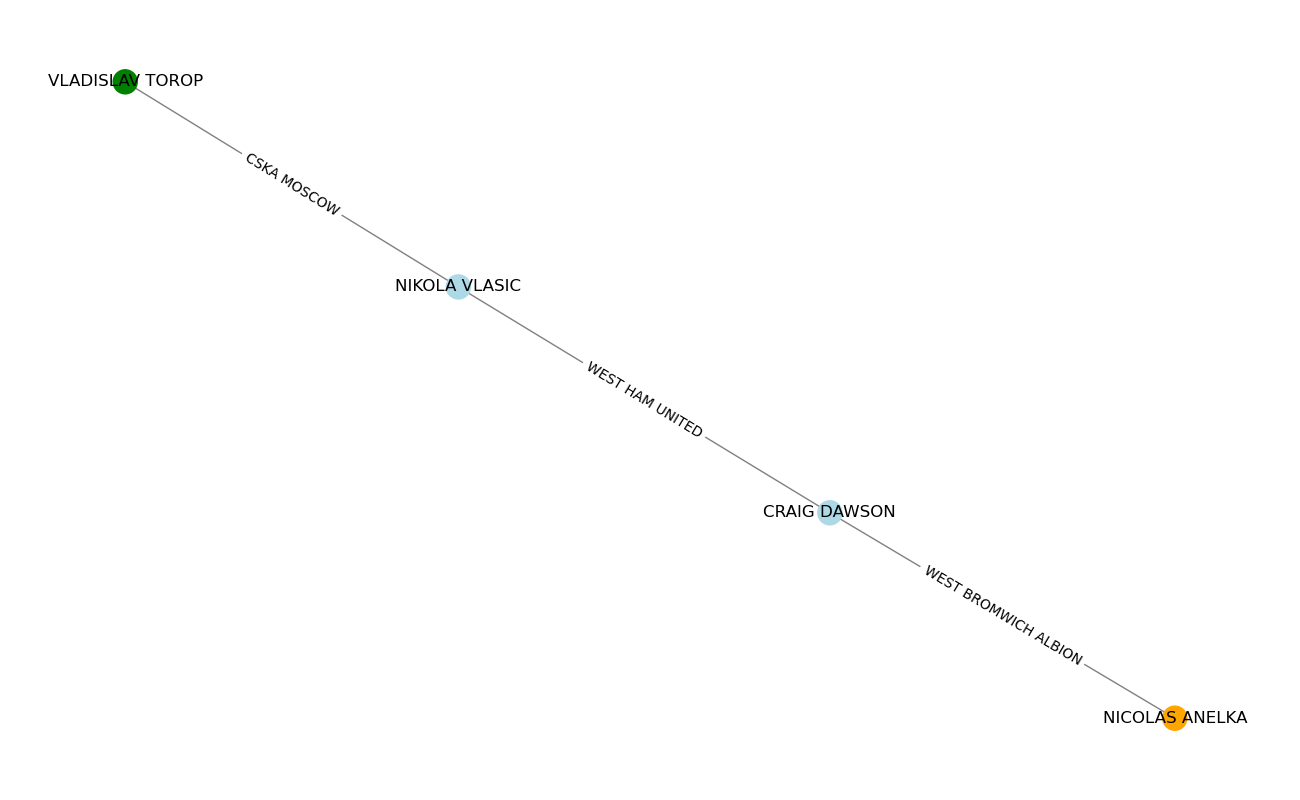 VLADISLAV TOROP
CSKA MOSCOW
NIKOLA VLASIC
WEST HAM UNITED
CRAIG DAWSON
WEST BROMWICH ALBION
NICOLAS ANELKA